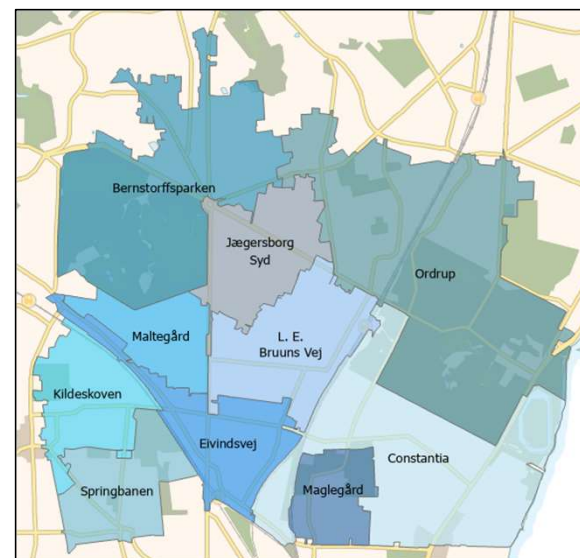 Bernstorffsparken
Jægersborg
Syd
Ordrup
Maltegård
L. E.
Bruuns Vej
Kildeskoven
Eivindsvej
Constantia
Springbanen
Maglegård